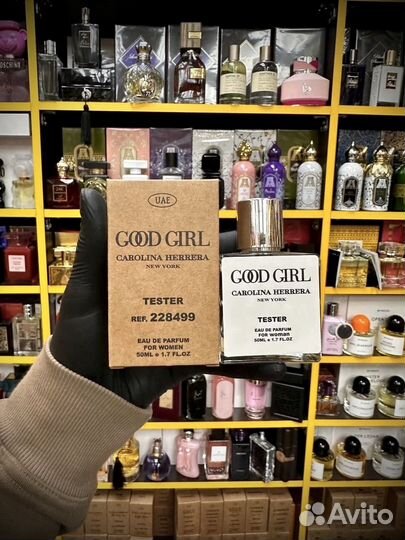 MOSCHINO
UAE
GOOD GIRL
CAROLINA HERRERA
NEW YORK
TESTER
REF. 228499
EAU DE PARFUM
FOR WOMEN
50ML e 1.7 FL.OZ
GOOD GIRL
CAROLINA HERRERA
NEW YORK
TESTER
EAU DE PARFUM
FOR woman
50ML e 1.7 FL.OZ
Avito